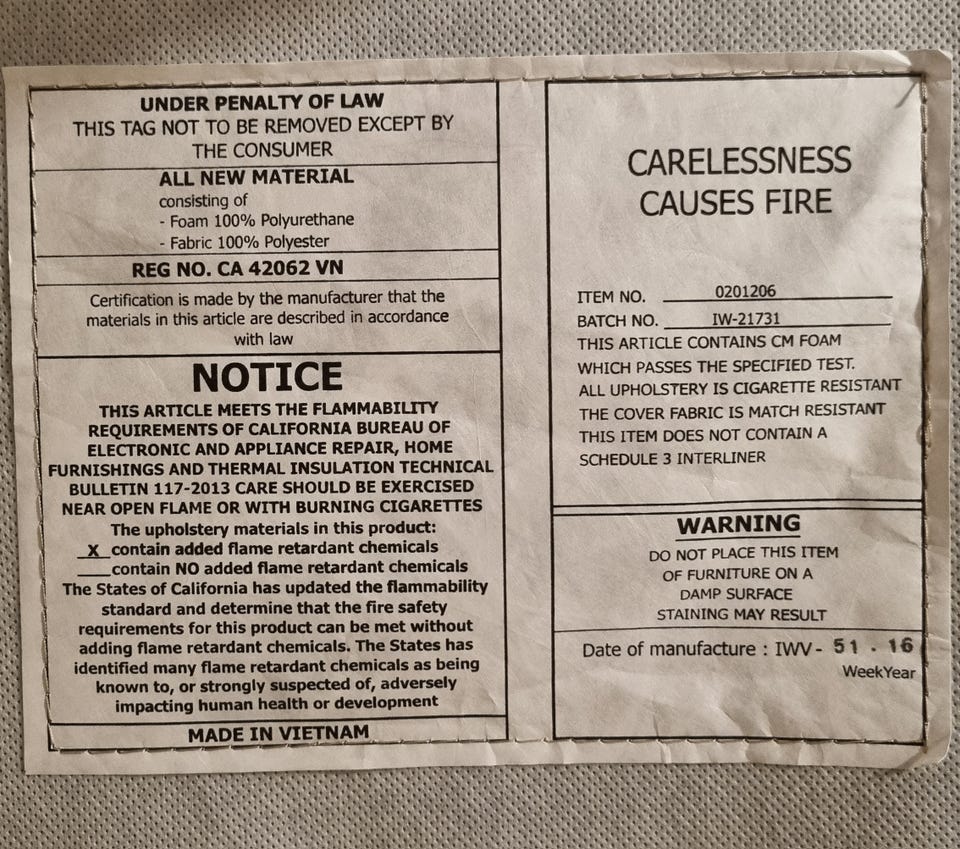 UNDER PENALTY OF LAW
THIS TAG NOT TO BE REMOVED EXCEPT BY
THE CONSUMER
ALL NEW MATERIAL
consisting of
- Foam 100% Polyurethane
- Fabric 100% Polyester
REG NO. CA 42062 VN
Certification is made by the manufacturer that the
materials in this article are described in accordance
with law
NOTICE
THIS ARTICLE MEETS THE FLAMMABILITY
REQUIREMENTS OF CALIFORNIA BUREAU OF
ELECTRONIC AND APPLIANCE REPAIR, HOME
FURNISHINGS AND THERMAL INSULATION TECHNICAL
BULLETIN 117-2013 CARE SHOULD BE EXERCISED
NEAR OPEN FLAME OR WITH BURNING CIGARETTES
The upholstery materials in this product:
__X_contain added flame retardant chemicals
____contain NO added flame retardant chemicals
The States of California has updated the flammability
standard and determine that the fire safety
requirements for this product can be met without
adding flame retardant chemicals. The States has
identified many flame retardant chemicals as being
known to, or strongly suspected of, adversely
impacting human health or development
MADE IN VIETNAM
CARELESSNESS
CAUSES FIRE
ITEM NO. 0201206
BATCH NO. IW-21731
THIS ARTICLE CONTAINS CM FOAM
WHICH PASSES THE SPECIFIED TEST.
ALL UPHOLSTERY IS CIGARETTE RESISTANT
THE COVER FABRIC IS MATCH RESISTANT
THIS ITEM DOES NOT CONTAIN A
SCHEDULE 3 INTERLINER
WARNING
DO NOT PLACE THIS ITEM
OF FURNITURE ON A
DAMP SURFACE
STAINING MAY RESULT
Date of manufacture : IWV- 51 . 16
WeekYear